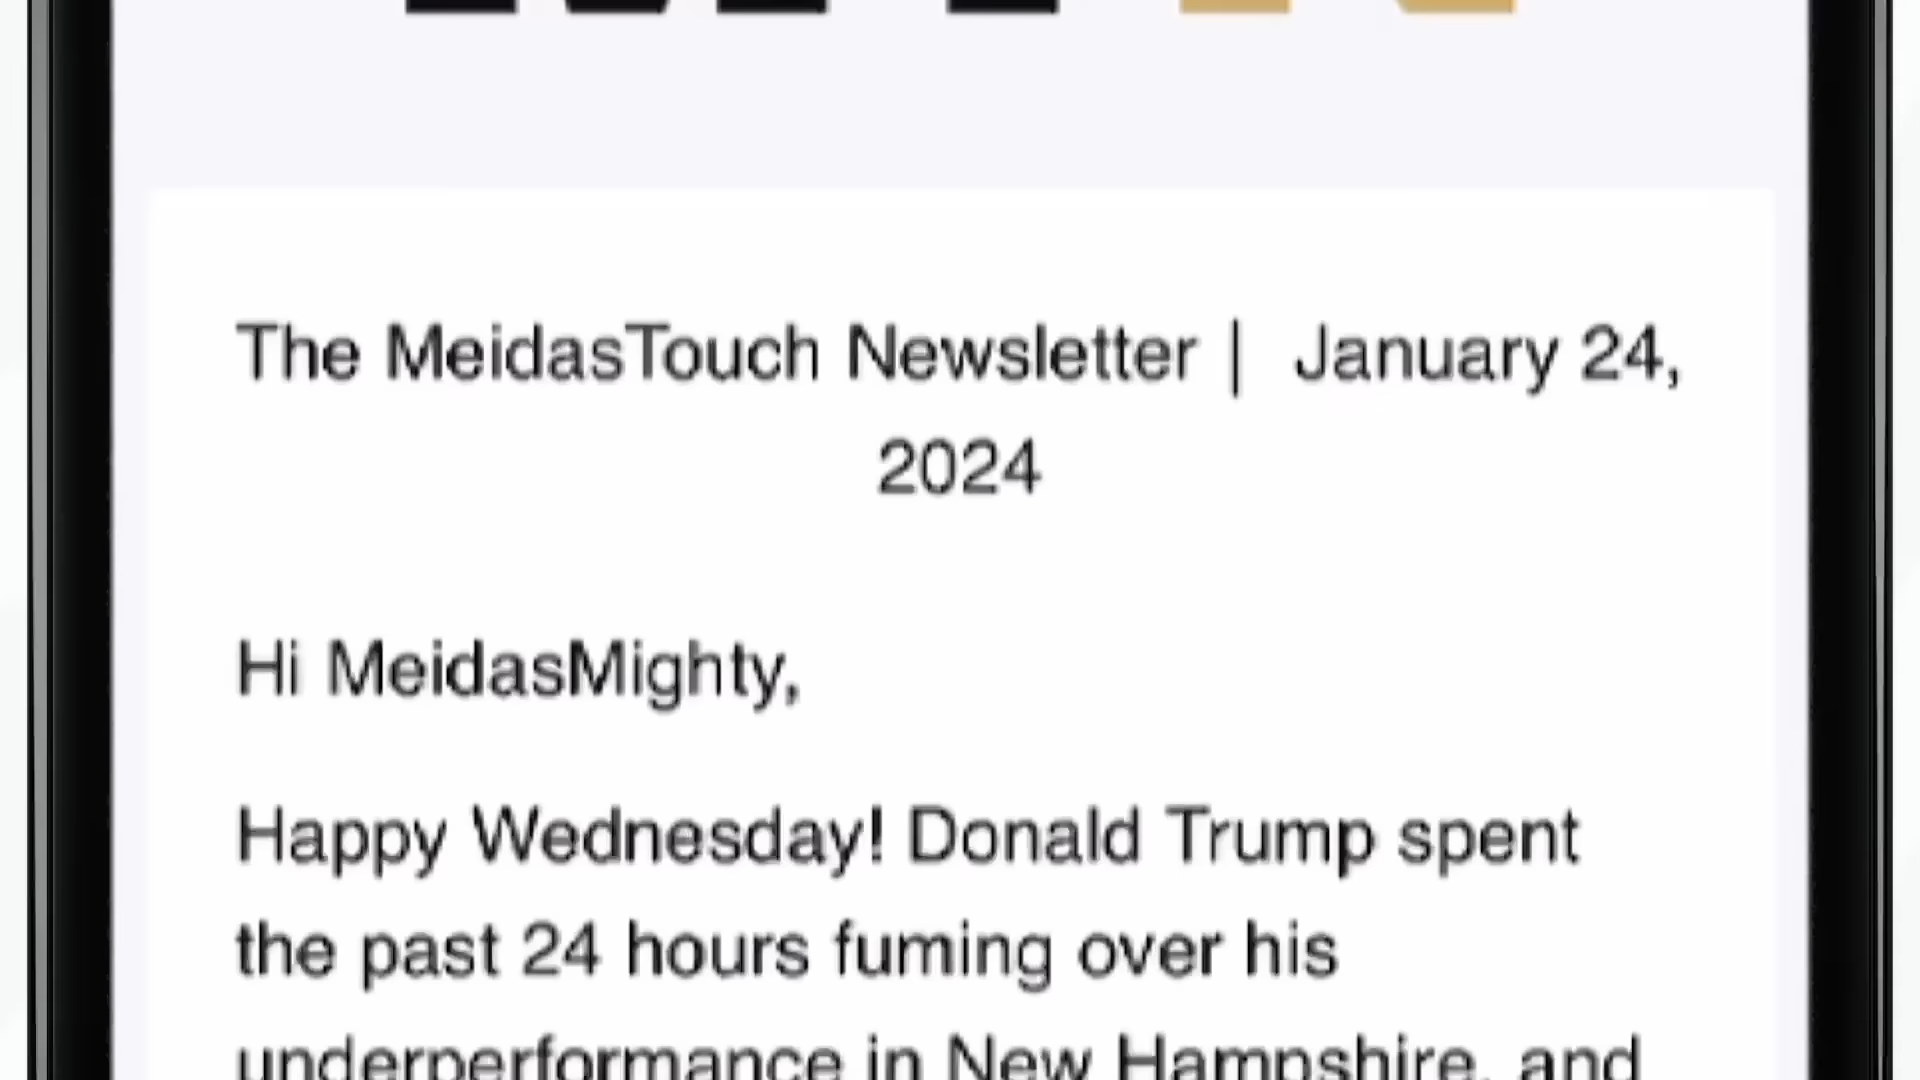 The MeidasTouch Newsletter | January 24,
2024
Hi MeidasMighty,
Happy Wednesday! Donald Trump spent
the past 24 hours fuming over his
underperformance in New Hampshire, and